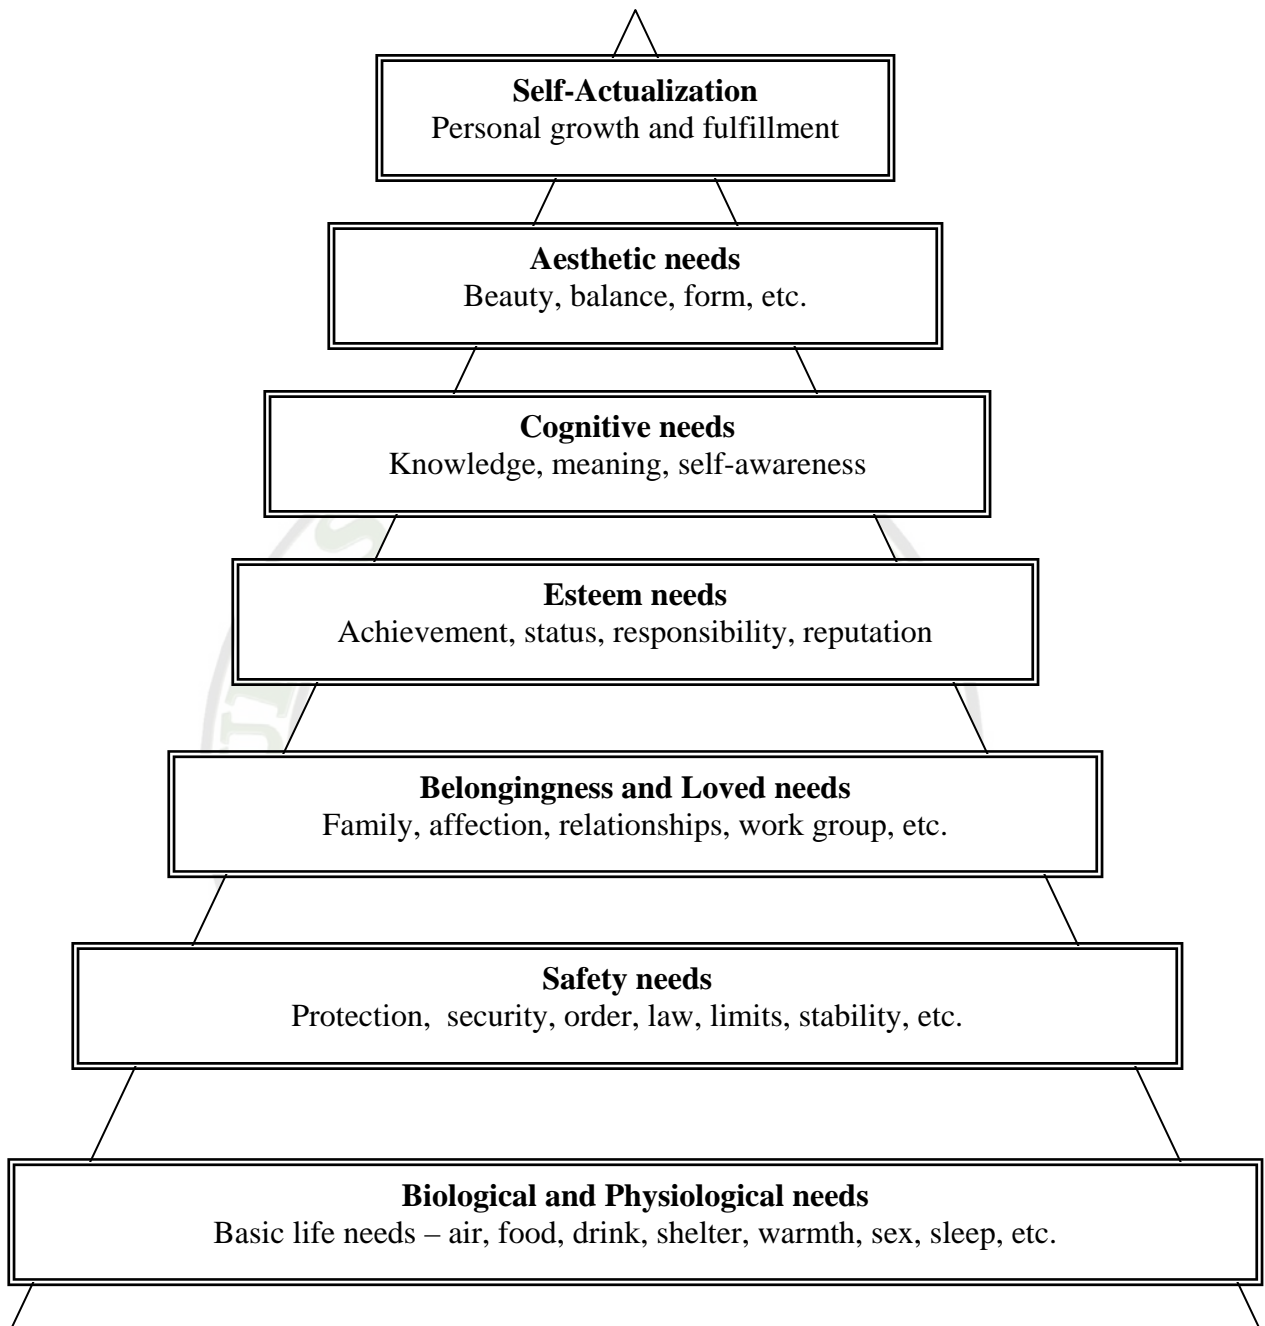 Self-Actualization
Personal growth and fulfillment
Aesthetic needs
Beauty, balance, form, etc.
Cognitive needs
Knowledge, meaning, self-awareness
Esteem needs
Achievement, status, responsibility, reputation
Belongingness and Loved needs
Family, affection, relationships, work group, etc.
Safety needs
Protection,  security, order, law, limits, stability, etc.
Biological and Physiological needs
Basic life needs – air, food, drink, shelter, warmth, sex, sleep, etc.